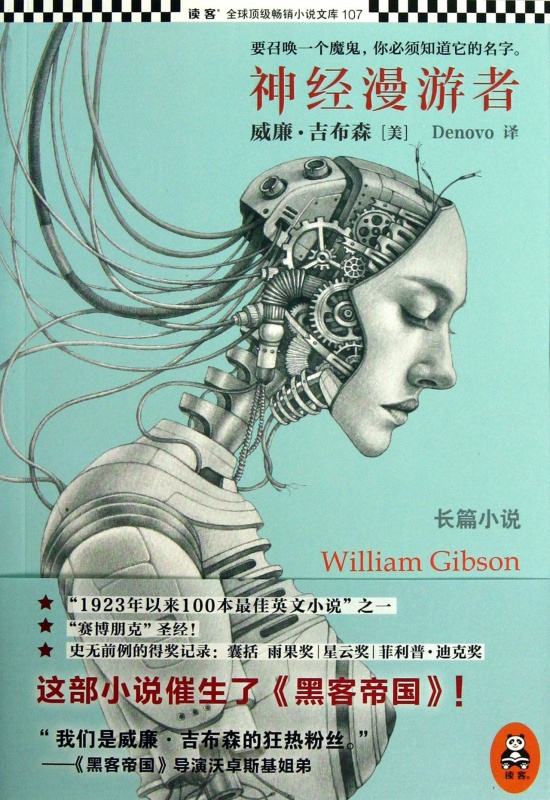 读客® 全球顶级畅销小说文库 107
要召唤一个魔鬼,你必须知道它的名字。
神经漫游者
威廉·吉布森 [美] Denovo 译
长篇小说
William Gibson
★ “1923年以来100本最佳英文小说”之一
★ “赛博朋克”圣经!
★ 史无前例的得奖记录:囊括 雨果奖|星云奖|菲利普·迪克奖
这部小说催生了《黑客帝国》!
“我们是威廉·吉布森的狂热粉丝。”
——《黑客帝国》导演沃卓斯基姐弟
读客®